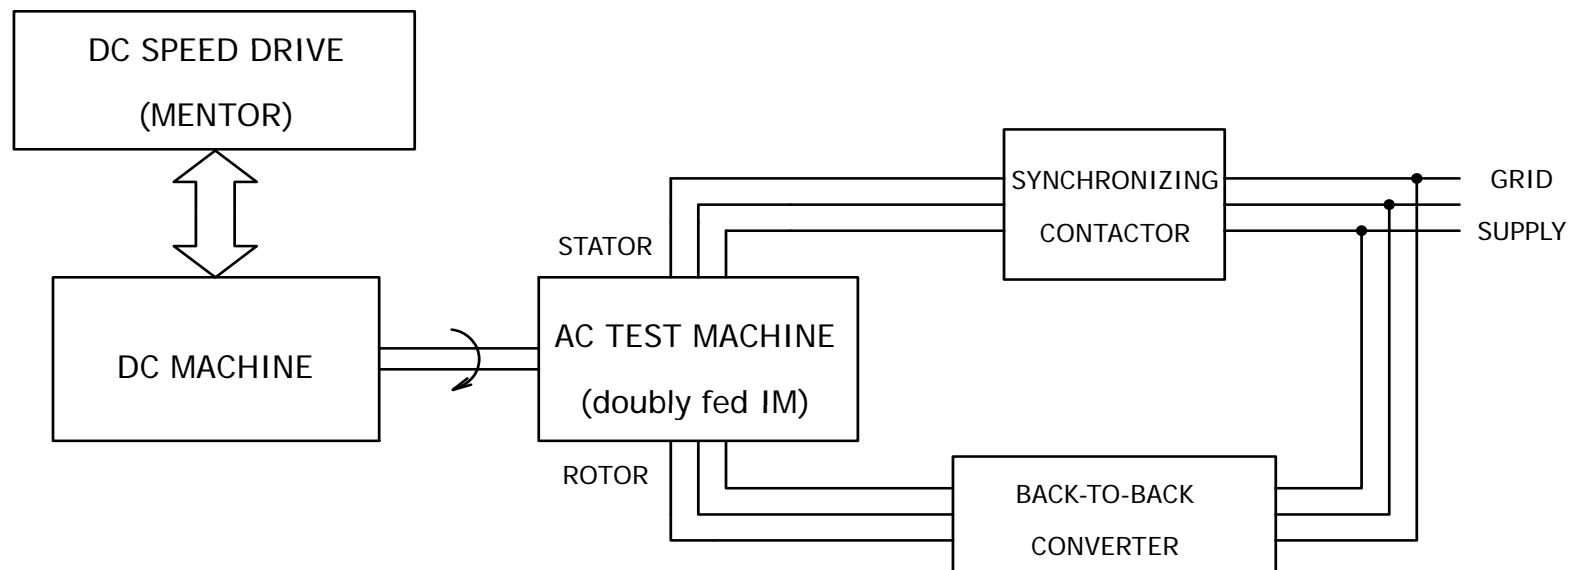 DC SPEED DRIVE
(MENTOR)
SYNCHRONIZING
CONTACTOR
GRID
SUPPLY
STATOR
DC MACHINE
AC TEST MACHINE
(doubly fed IM)
ROTOR
BACK-TO-BACK
CONVERTER